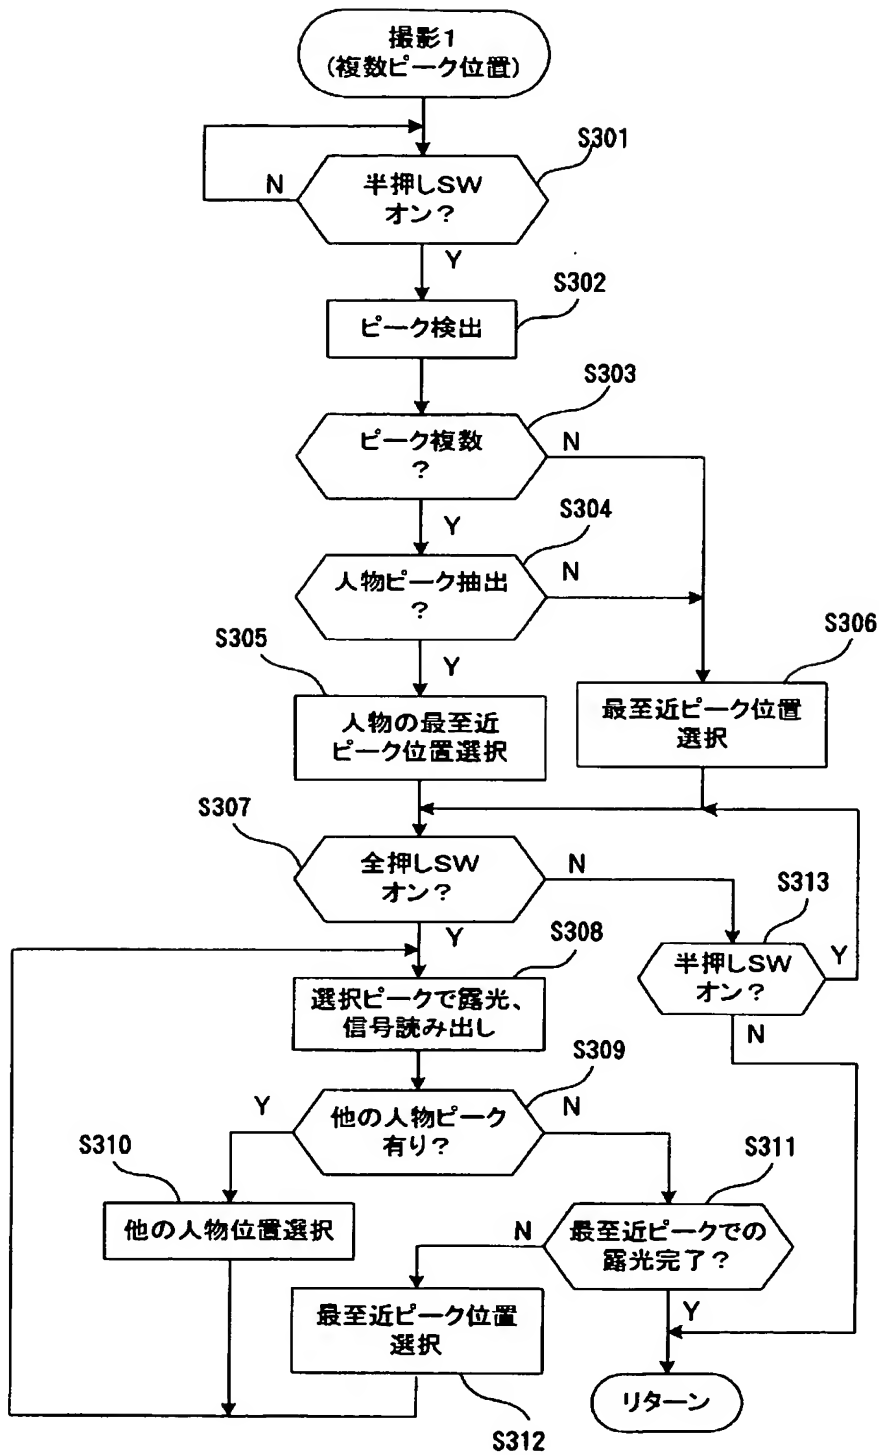 撮影1
(複数ピーク位置)
S301
N
半押しSW
オン?
Y
S302
ピーク検出
S303
ピーク複数
?
N
Y
S304
人物ピーク抽出
?
N
S305
Y
S306
人物の最至近
ピーク位置選択
最至近ピーク位置
選択
S307
全押しSW
オン?
N
S313
Y
S308
半押しSW
オン?
Y
N
選択ピークで露光、
信号読み出し
S309
Y
他の人物ピーク
有り?
N
S310
S311
他の人物位置選択
N
最至近ピークでの
露光完了?
Y
最至近ピーク位置
選択
リターン
S312